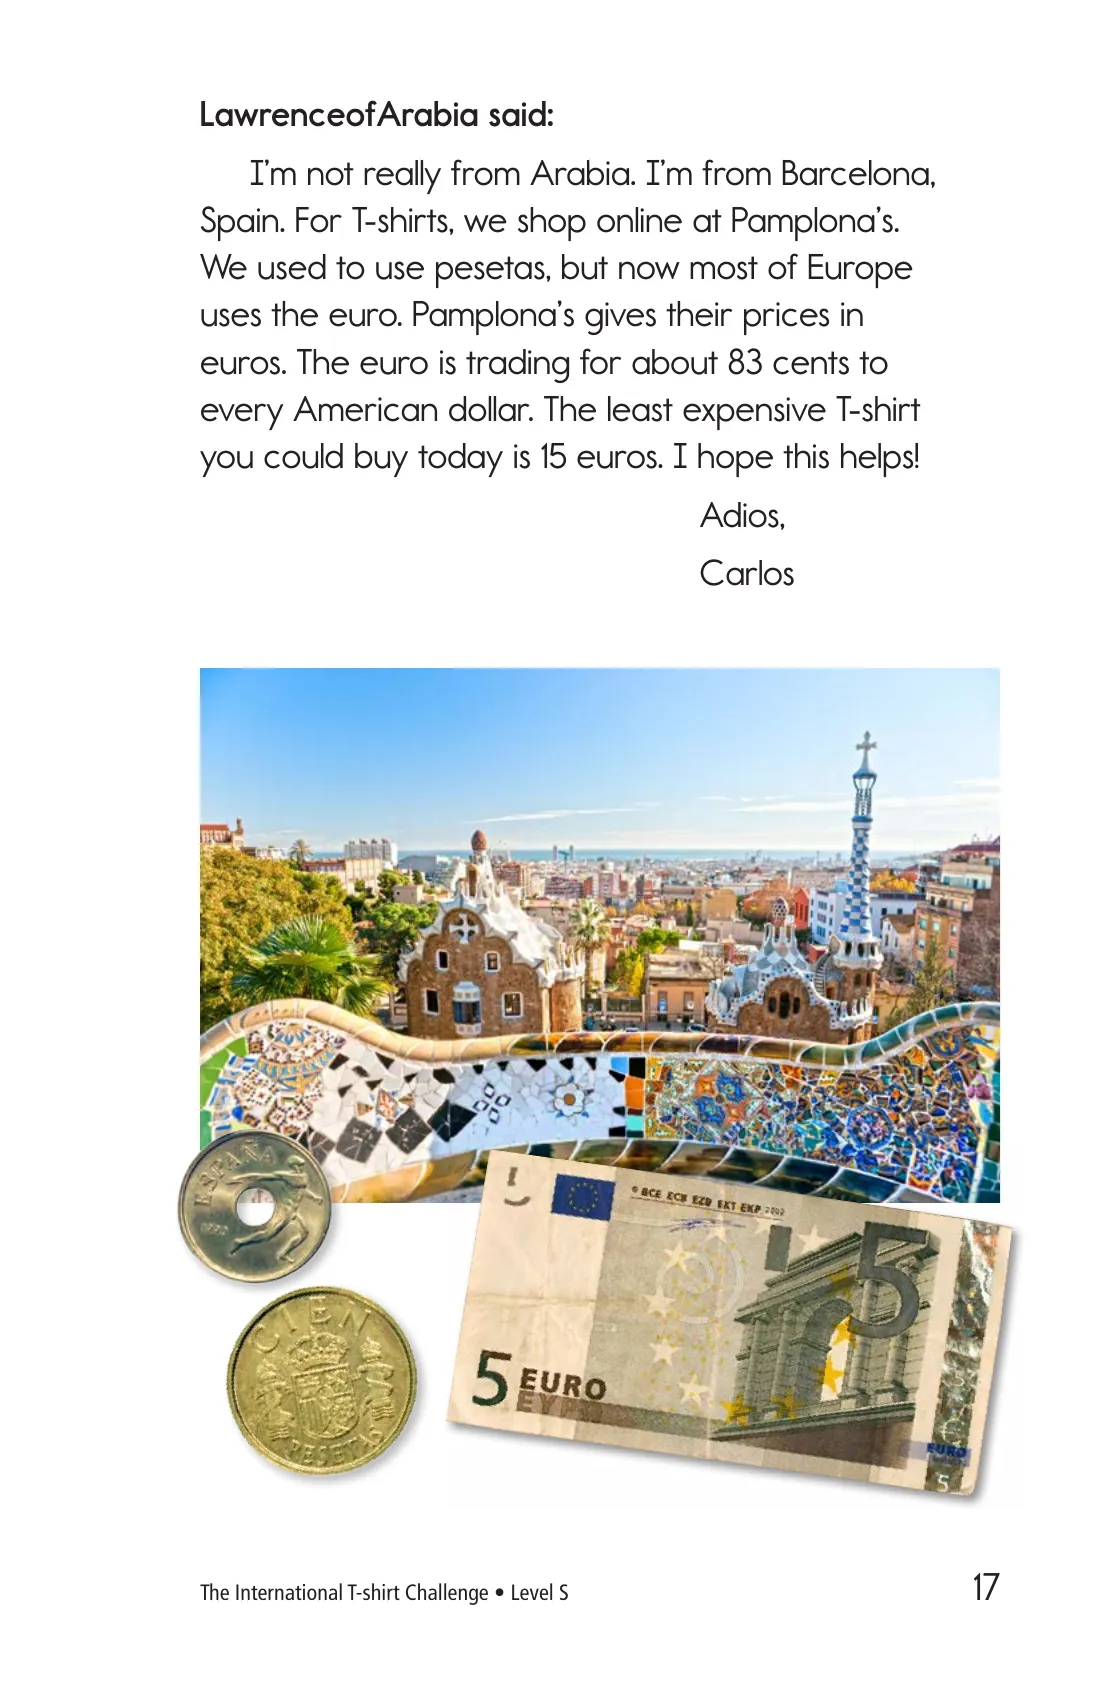 LawrenceofArabia said:
I’m not really from Arabia. I’m from Barcelona,
Spain. For T-shirts, we shop online at Pamplona’s.
We used to use pesetas, but now most of Europe
uses the euro. Pamplona’s gives their prices in
euros. The euro is trading for about 83 cents to
every American dollar. The least expensive T-shirt
you could buy today is 15 euros. I hope this helps!
Adios,
Carlos
ESPAÑA
CIEN
PESETAS
© BCE ECB EZB EKT EKP 2002
5
5 EURO
ΕΥΡΩ
EURO
5
The International T-shirt Challenge • Level S
17